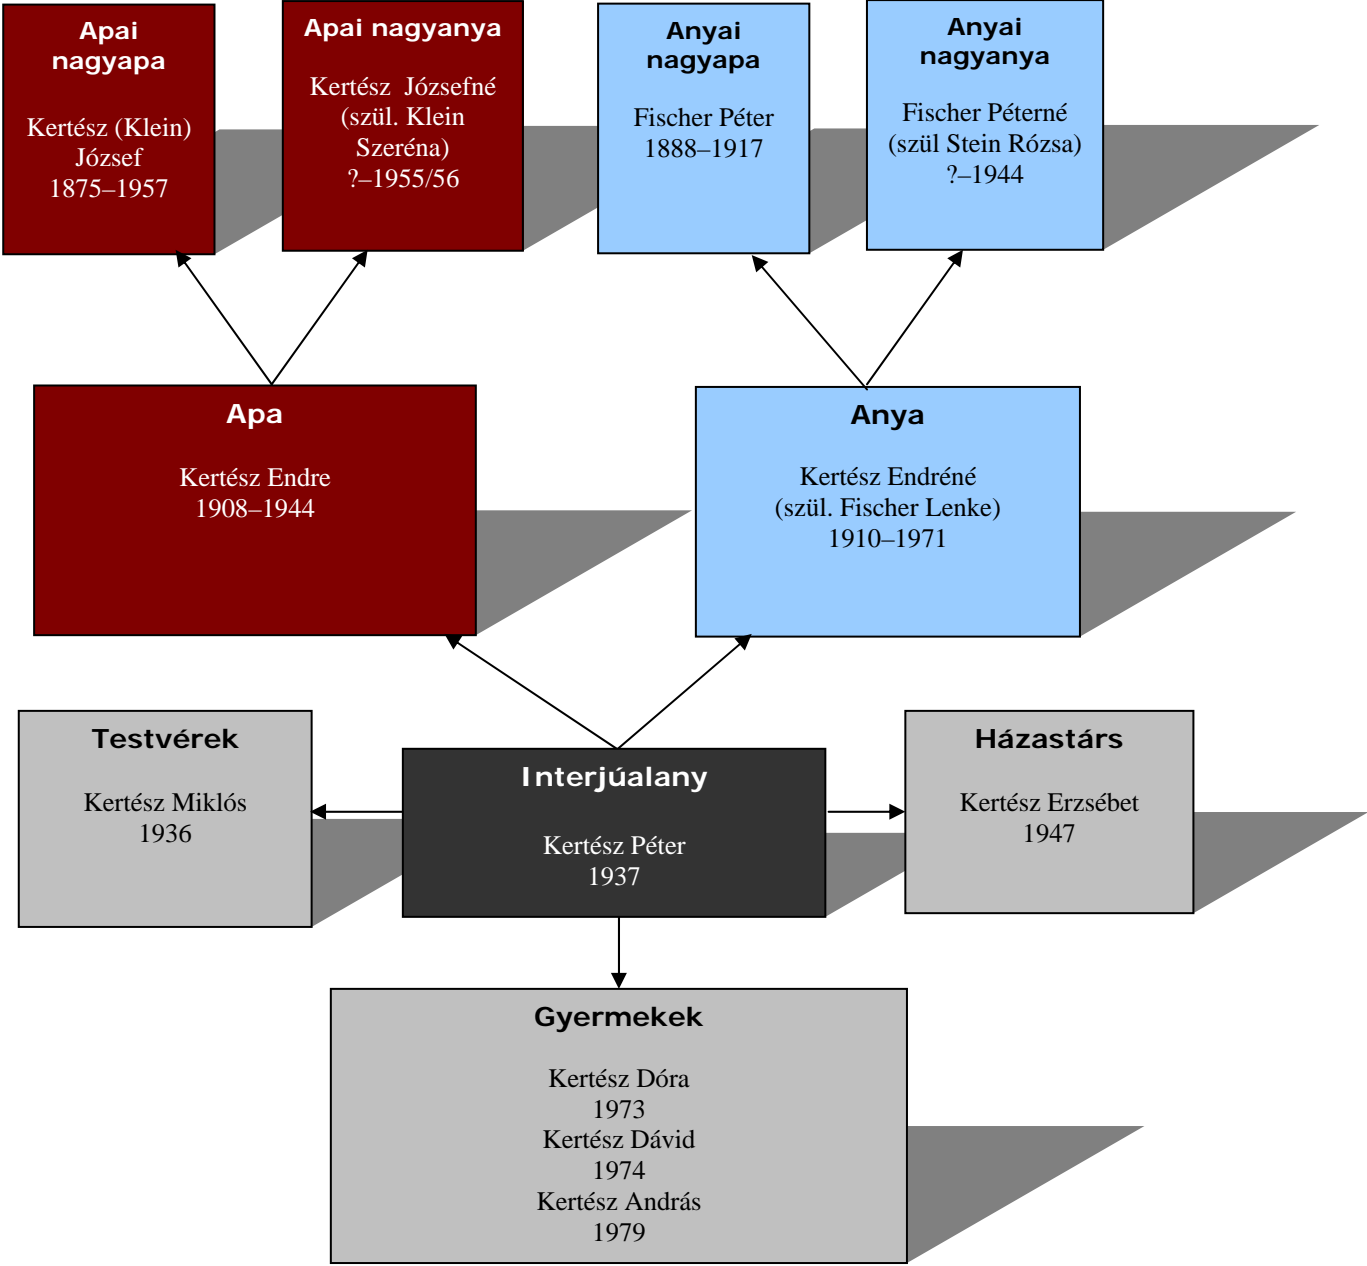 Apai
nagyapa
Kertész (Klein)
József
1875–1957
Apai nagyanya
Kertész Józsefné
(szül. Klein
Szeréna)
?–1955/56
Anyai
nagyapa
Fischer Péter
1888–1917
Anyai
nagyanya
Fischer Péterné
(szül Stein Rózsa)
?–1944
Apa
Kertész Endre
1908–1944
Anya
Kertész Endréné
(szül. Fischer Lenke)
1910–1971
Testvérek
Kertész Miklós
1936
Interjúalany
Kertész Péter
1937
Házastárs
Kertész Erzsébet
1947
Gyermekek
Kertész Dóra
1973
Kertész Dávid
1974
Kertész András
1979